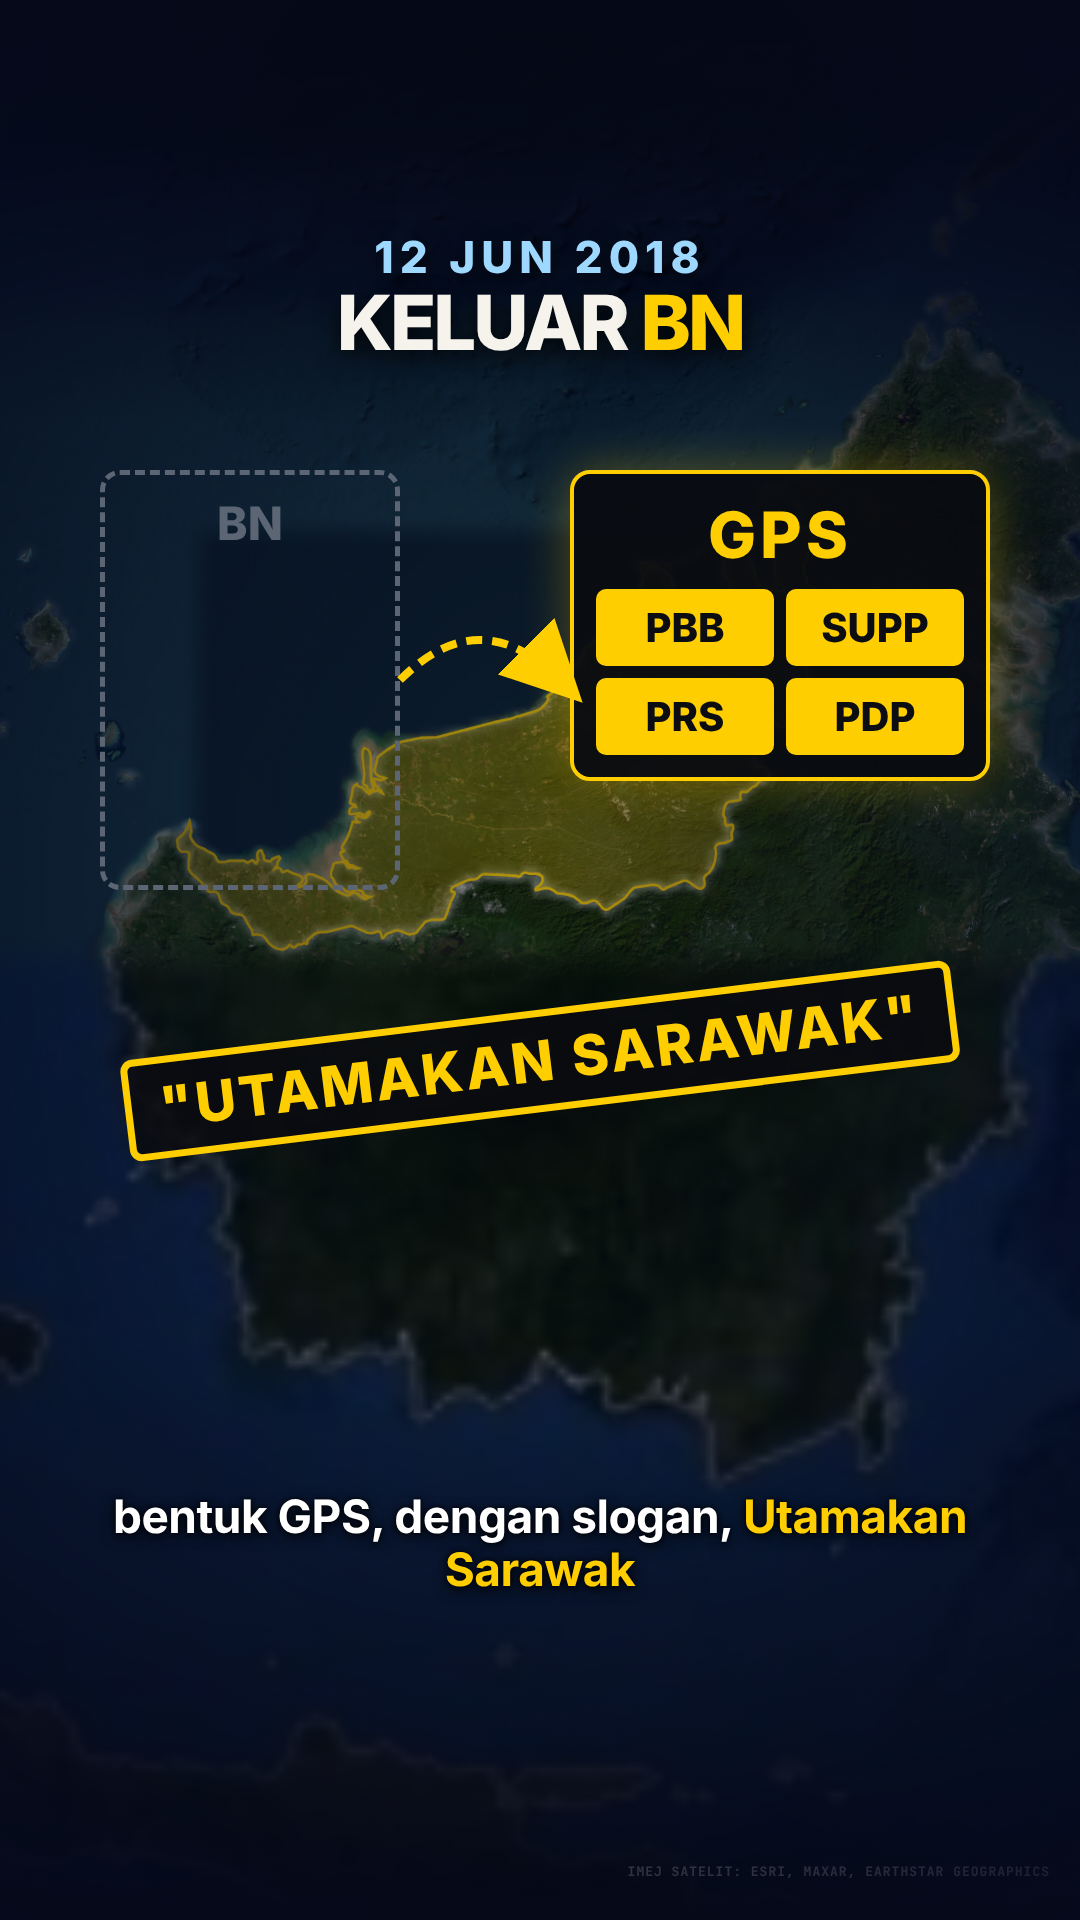 12 JUN 2018
KELUAR BN
BN
GPS
PBB
SUPP
PRS
PDP
"UTAMAKAN SARAWAK"
bentuk GPS, dengan slogan, Utamakan
Sarawak
IMEJ SATELIT: ESRI, MAXAR, EARTHSTAR GEOGRAPHICS